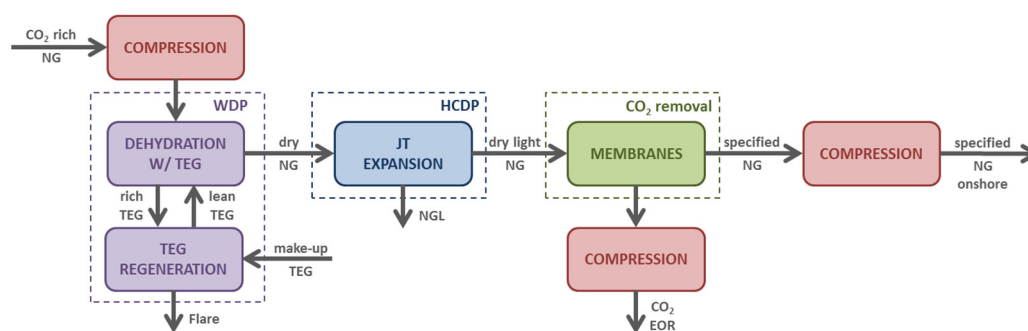 CO₂ rich
NG
COMPRESSION
WDP
DEHYDRATION
W/ TEG
dry
NG
HCDP
JT
EXPANSION
dry light
NG
CO₂ removal
MEMBRANES
specified
NG
COMPRESSION
specified
NG
onshore
rich
TEG
lean
TEG
NGL
TEG
REGENERATION
make-up
TEG
COMPRESSION
Flare
CO₂
EOR